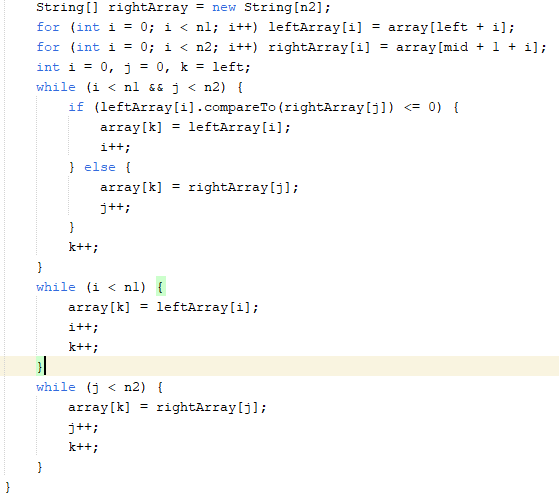 String[] rightArray = new String[n2];
for (int i = 0; i < n1; i++) leftArray[i] = array[left + i];
for (int i = 0; i < n2; i++) rightArray[i] = array[mid + 1 + i];
int i = 0, j = 0, k = left;
while (i < n1 && j < n2) {
if (leftArray[i].compareTo(rightArray[j]) <= 0) {
array[k] = leftArray[i];
i++;
} else {
array[k] = rightArray[j];
j++;
}
k++;
}
while (i < n1) {
array[k] = leftArray[i];
i++;
k++;
}
while (j < n2) {
array[k] = rightArray[j];
j++;
k++;
}
}